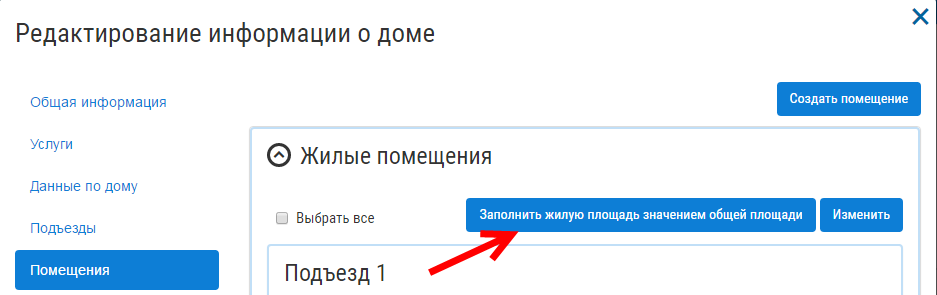 Редактирование информации о доме
Общая информация
Создать помещение
Услуги
Жилые помещения
Данные по дому
Выбрать все
Заполнить жилую площадь значением общей площади
Изменить
Подъезды
Помещения
Подъезд 1